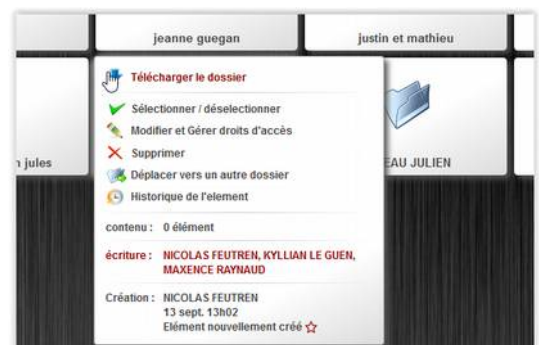 jeanne guegan
justin et mathieu
Télécharger le dossier
Sélectionner / déselectionner
Modifier et Gérer droits d'accès
Supprimer
Déplacer vers un autre dossier
Historique de l'element
jules
EAU JULIEN
contenu : 0 élément
écriture : NICOLAS FEUTREN, KYLLIAN LE GUEN,
MAXENCE RAYNAUD
Création : NICOLAS FEUTREN
13 sept. 13h02
Elément nouvellement créé